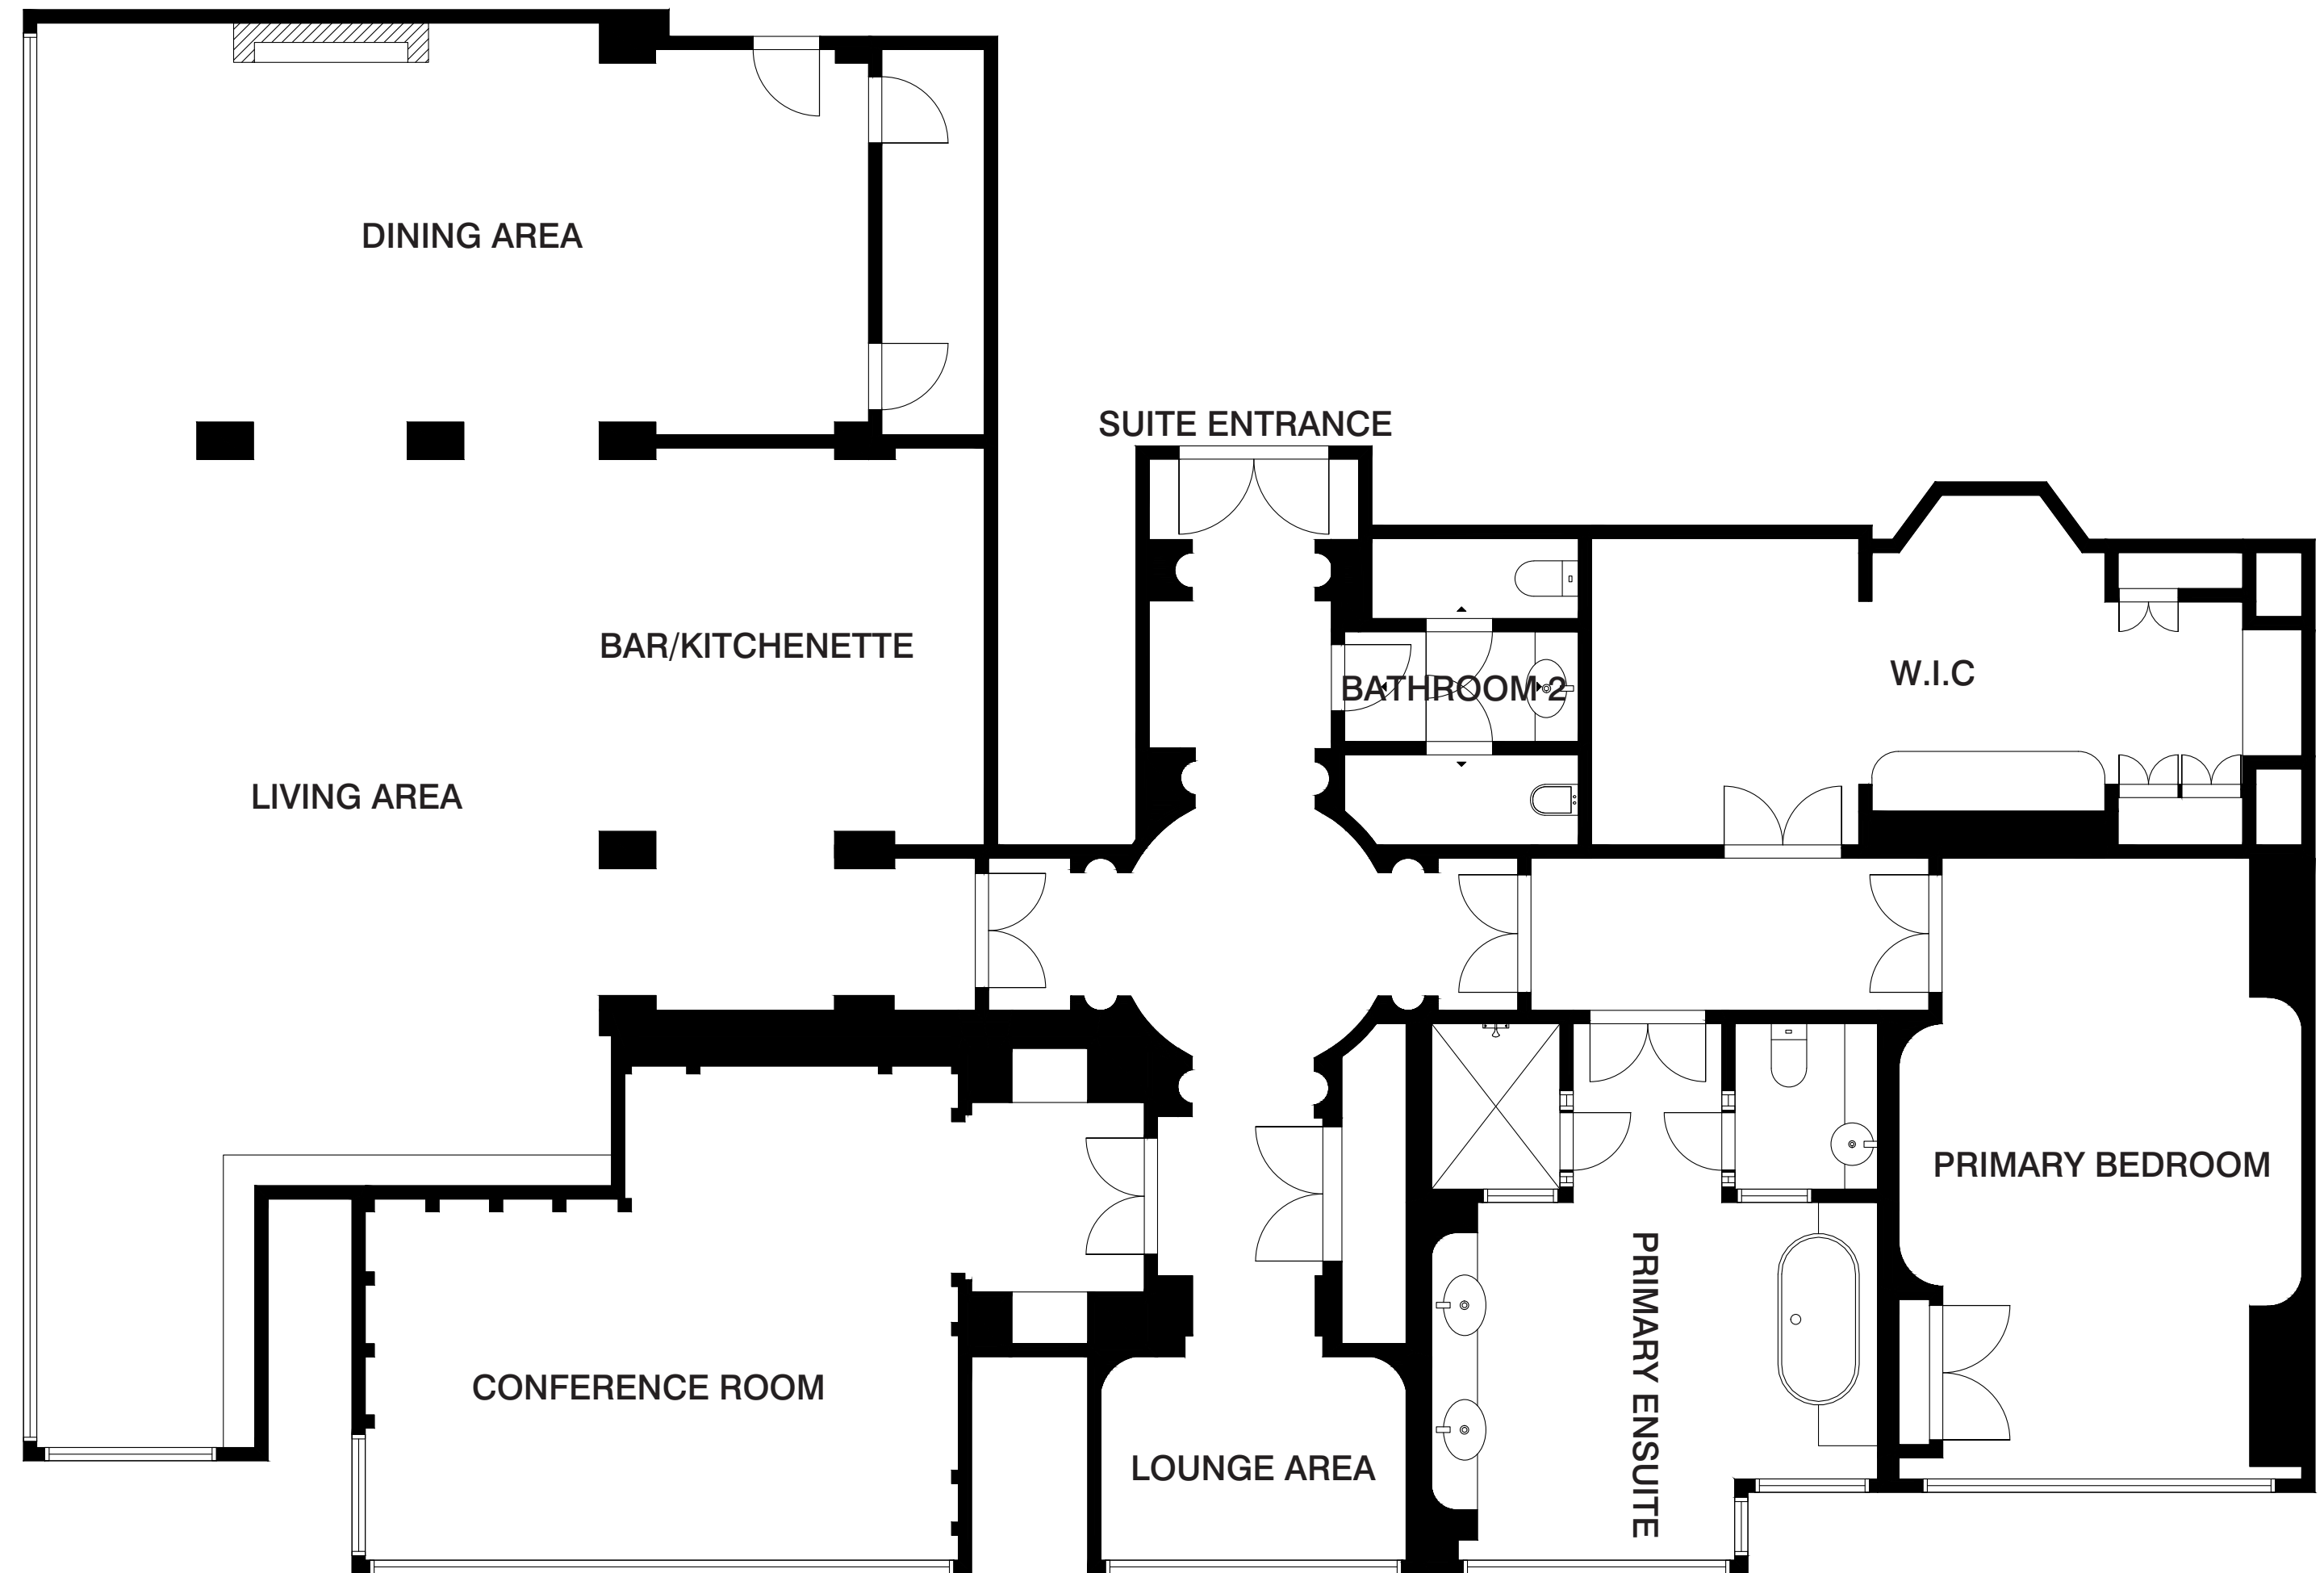 DINING AREA
SUITE ENTRANCE
BAR/KITCHENETTE
BATHROOM 2
W.I.C
LIVING AREA
PRIMARY BEDROOM
PRIMARY ENSUITE
CONFERENCE ROOM
LOUNGE AREA